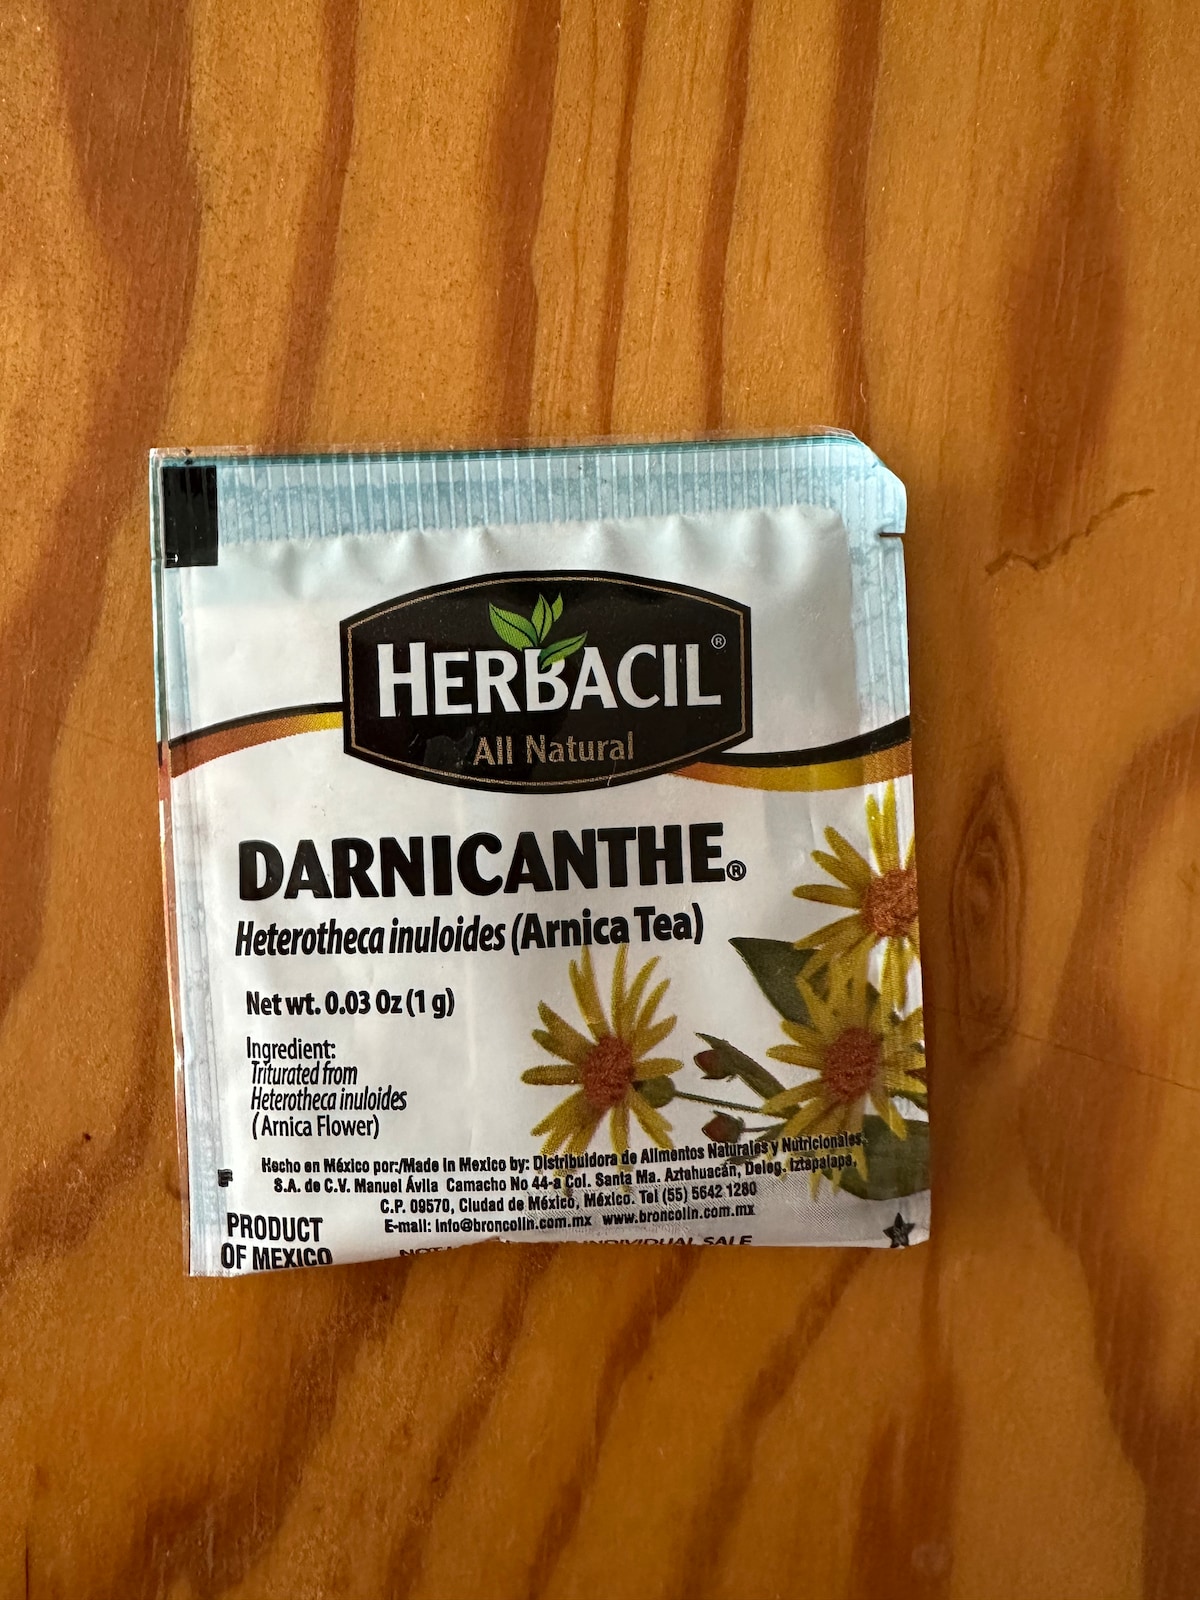 HERBACIL®
All Natural
DARNICANTHE®
Heterotheca inuloides (Arnica Tea)
Net wt. 0.03 Oz (1 g)
Ingredient:
Triturated from
Heterotheca inuloides
(Arnica Flower)
Hecho en México por:/Made in Mexico by: Distribuidora de Alimentos Naturales y Nutricionales,
S.A. de C.V. Manuel Ávila Camacho No 44-a Col. Santa Ma. Aztahuacán, Deleg. Iztapalapa,
C.P. 09570, Ciudad de México, México. Tel (55) 5642 1280
E-mail: info@broncolin.com.mx www.broncolin.com.mx
PRODUCT
OF MEXICO
NOT INDIVIDUAL SALE